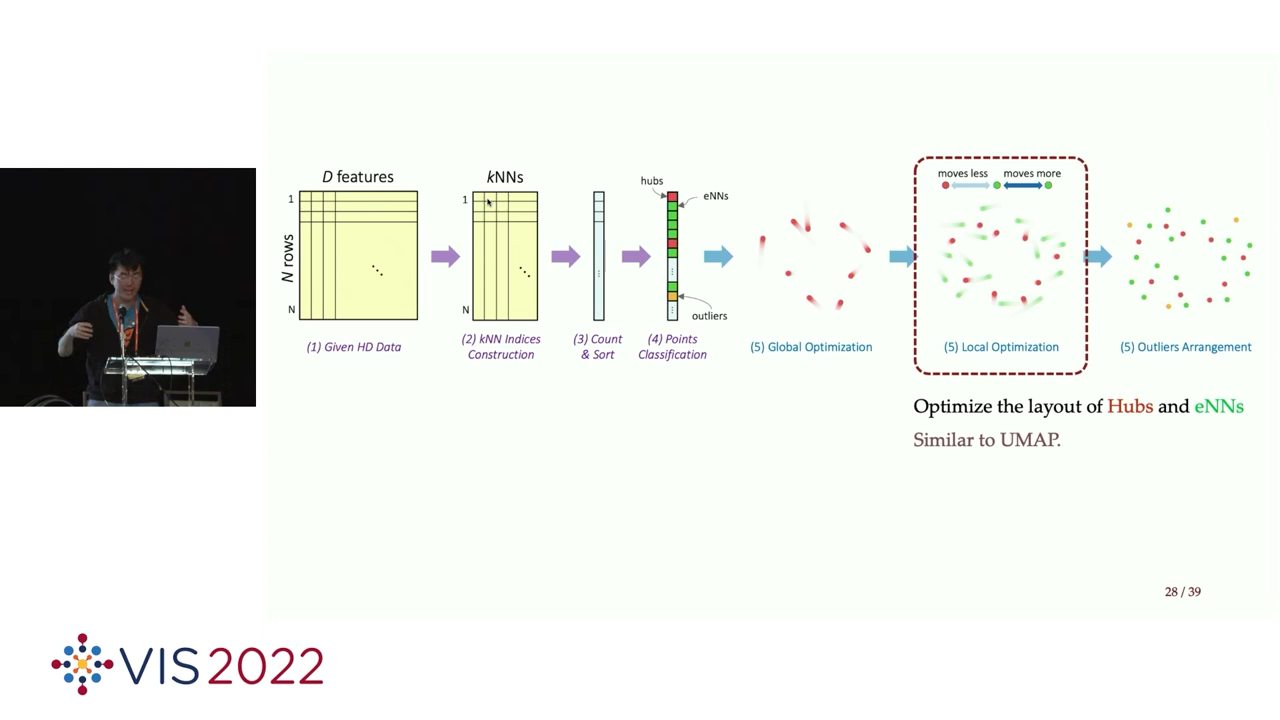 D features
1
N rows
N
(1) Given HD Data
kNNs
1
N
(2) kNN Indices
Construction
(3) Count
& Sort
hubs
eNNs
outliers
(4) Points
Classification
(5) Global Optimization
moves less moves more
(5) Local Optimization
(5) Outliers Arrangement
Optimize the layout of Hubs and eNNs
Similar to UMAP.
28 / 39
VIS2022